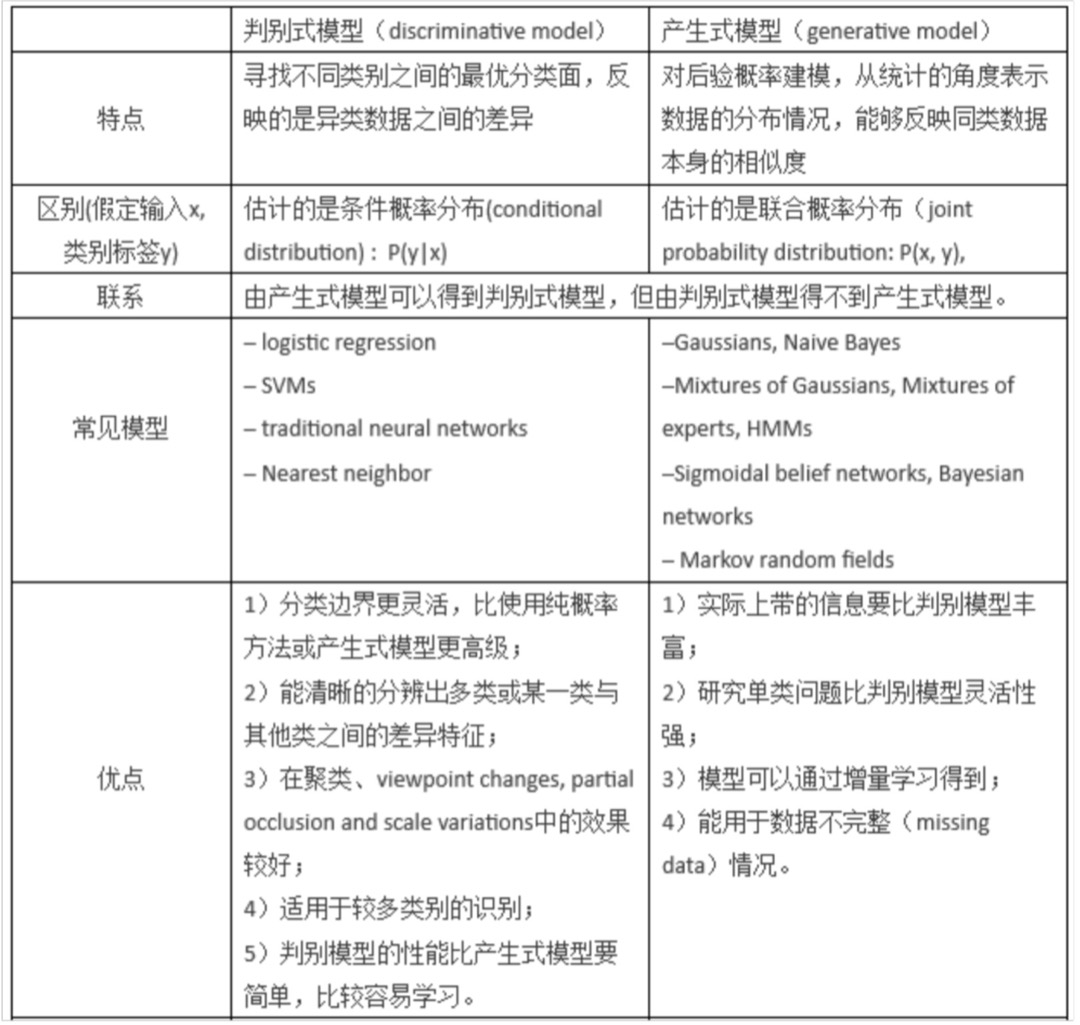 判别式模型（discriminative model）
产生式模型（generative model）
特点
寻找不同类别之间的最优分类面，反
映的是异类数据之间的差异
对后验概率建模，从统计的角度表示
数据的分布情况，能够反映同类数据
本身的相似度
区别(假定输入x,
类别标签y)
估计的是条件概率分布(conditional
distribution)：P(y|x)
估计的是联合概率分布（joint
probability distribution: P(x, y),
联系
由产生式模型可以得到判别式模型，但由判别式模型得不到产生式模型。
常见模型
– logistic regression
– SVMs
– traditional neural networks
– Nearest neighbor
–Gaussians, Naive Bayes
–Mixtures of Gaussians, Mixtures of
experts, HMMs
–Sigmoidal belief networks, Bayesian
networks
– Markov random fields
优点
1）分类边界更灵活，比使用纯概率
方法或产生式模型更高级；
2）能清晰的分辨出多类或某一类与
其他类之间的差异特征；
3）在聚类、viewpoint changes, partial
occlusion and scale variations中的效果
较好；
4）适用于较多类别的识别；
5）判别模型的性能比产生式模型要
简单，比较容易学习。
1）实际上带的信息要比判别模型丰
富；
2）研究单类问题比判别模型灵活性
强；
3）模型可以通过增量学习得到；
4）能用于数据不完整（missing
data）情况。